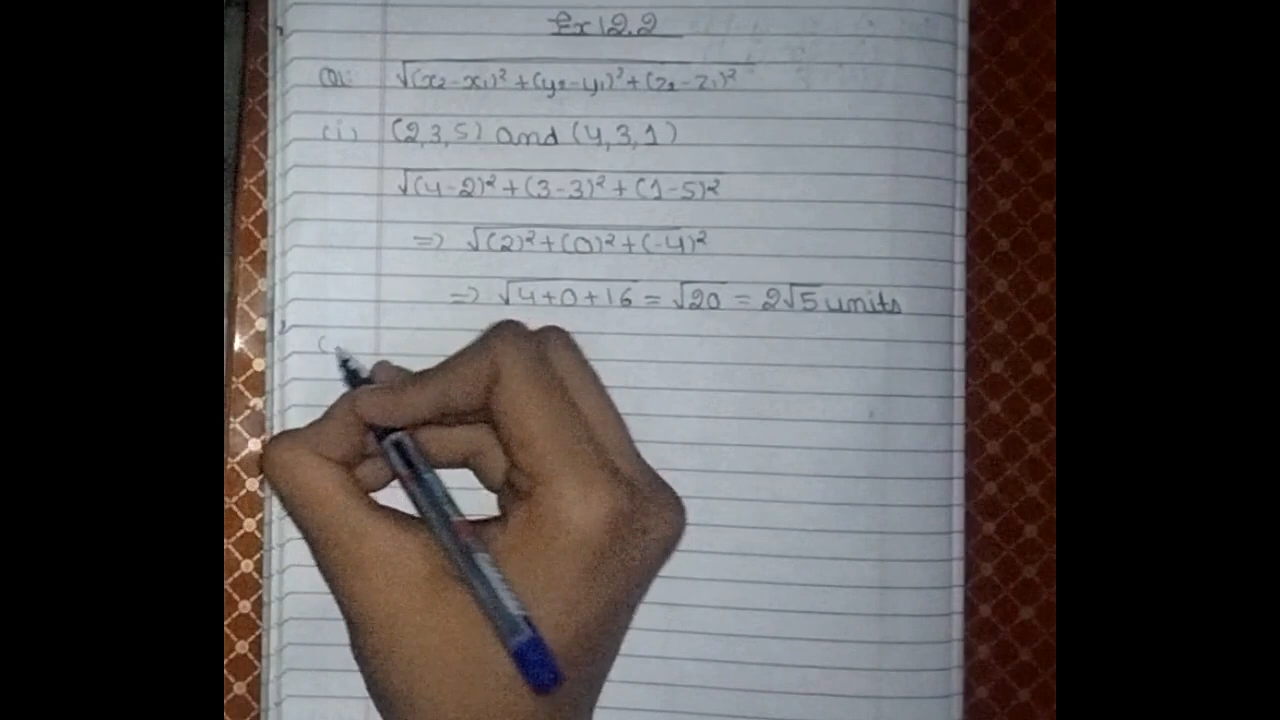 Ex 12.2
Q1. √(x₂-x₁)²+(y₂-y₁)²+(z₂-z₁)²
(i) (2,3,5) and (4,3,1)
√(4-2)²+(3-3)²+(1-5)²
=> √(2)²+(0)²+(-4)²
=> √4+0+16 = √20 = 2√5 units
(